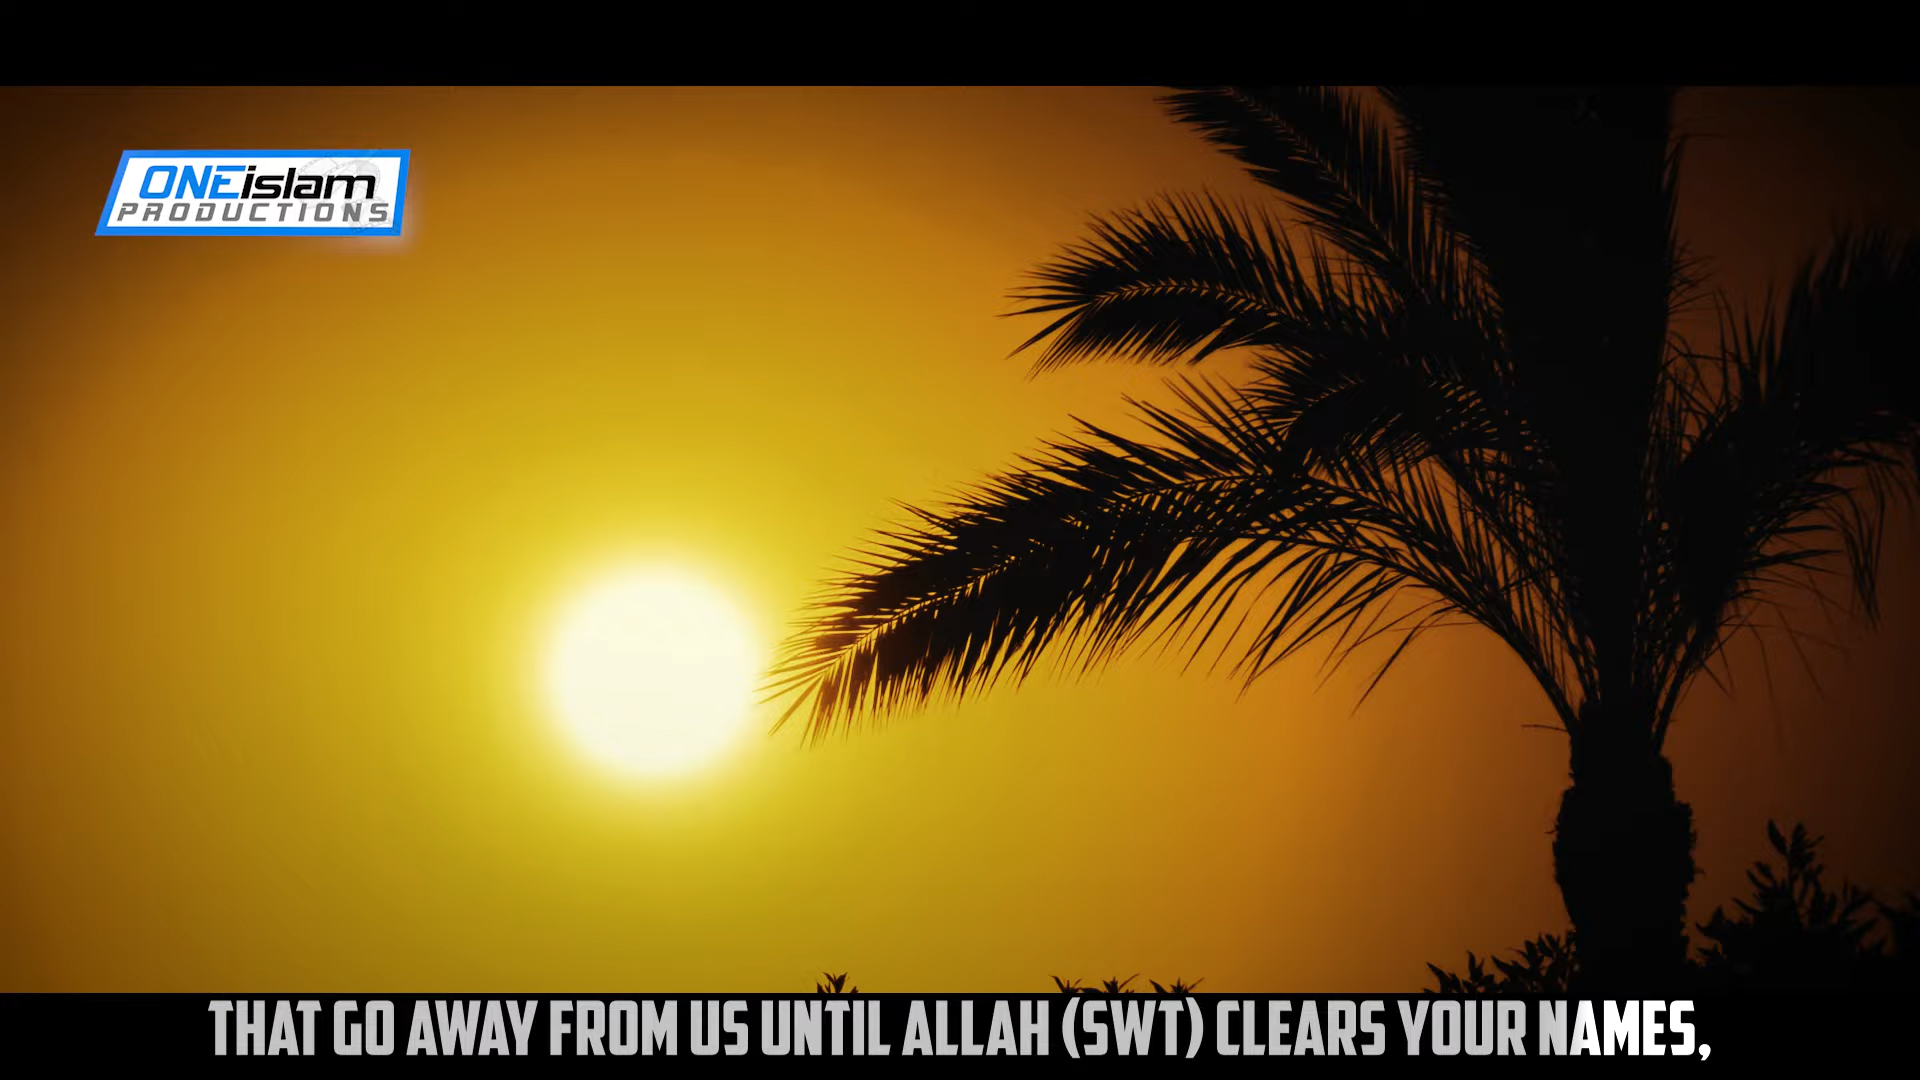 ONEislam
PRODUCTIONS
THAT GO AWAY FROM US UNTIL ALLAH (SWT) CLEARS YOUR NAMES,